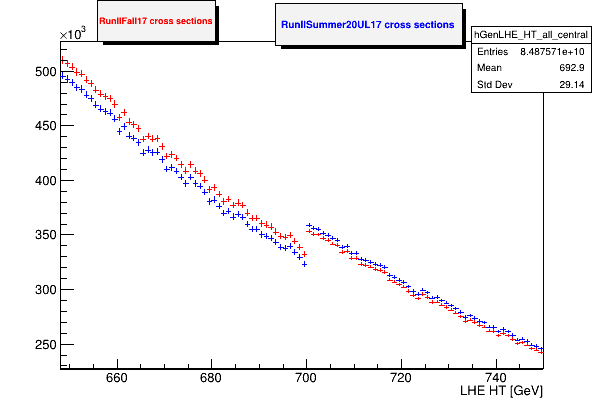 RunIIFall17 cross sections
RunIISummer20UL17 cross sections
hGenLHE_HT_all_central
Entries 8.487571e+10
Mean 692.9
Std Dev 29.14
×10³
500
450
400
350
300
250
660 680 700 720 740
LHE HT [GeV]